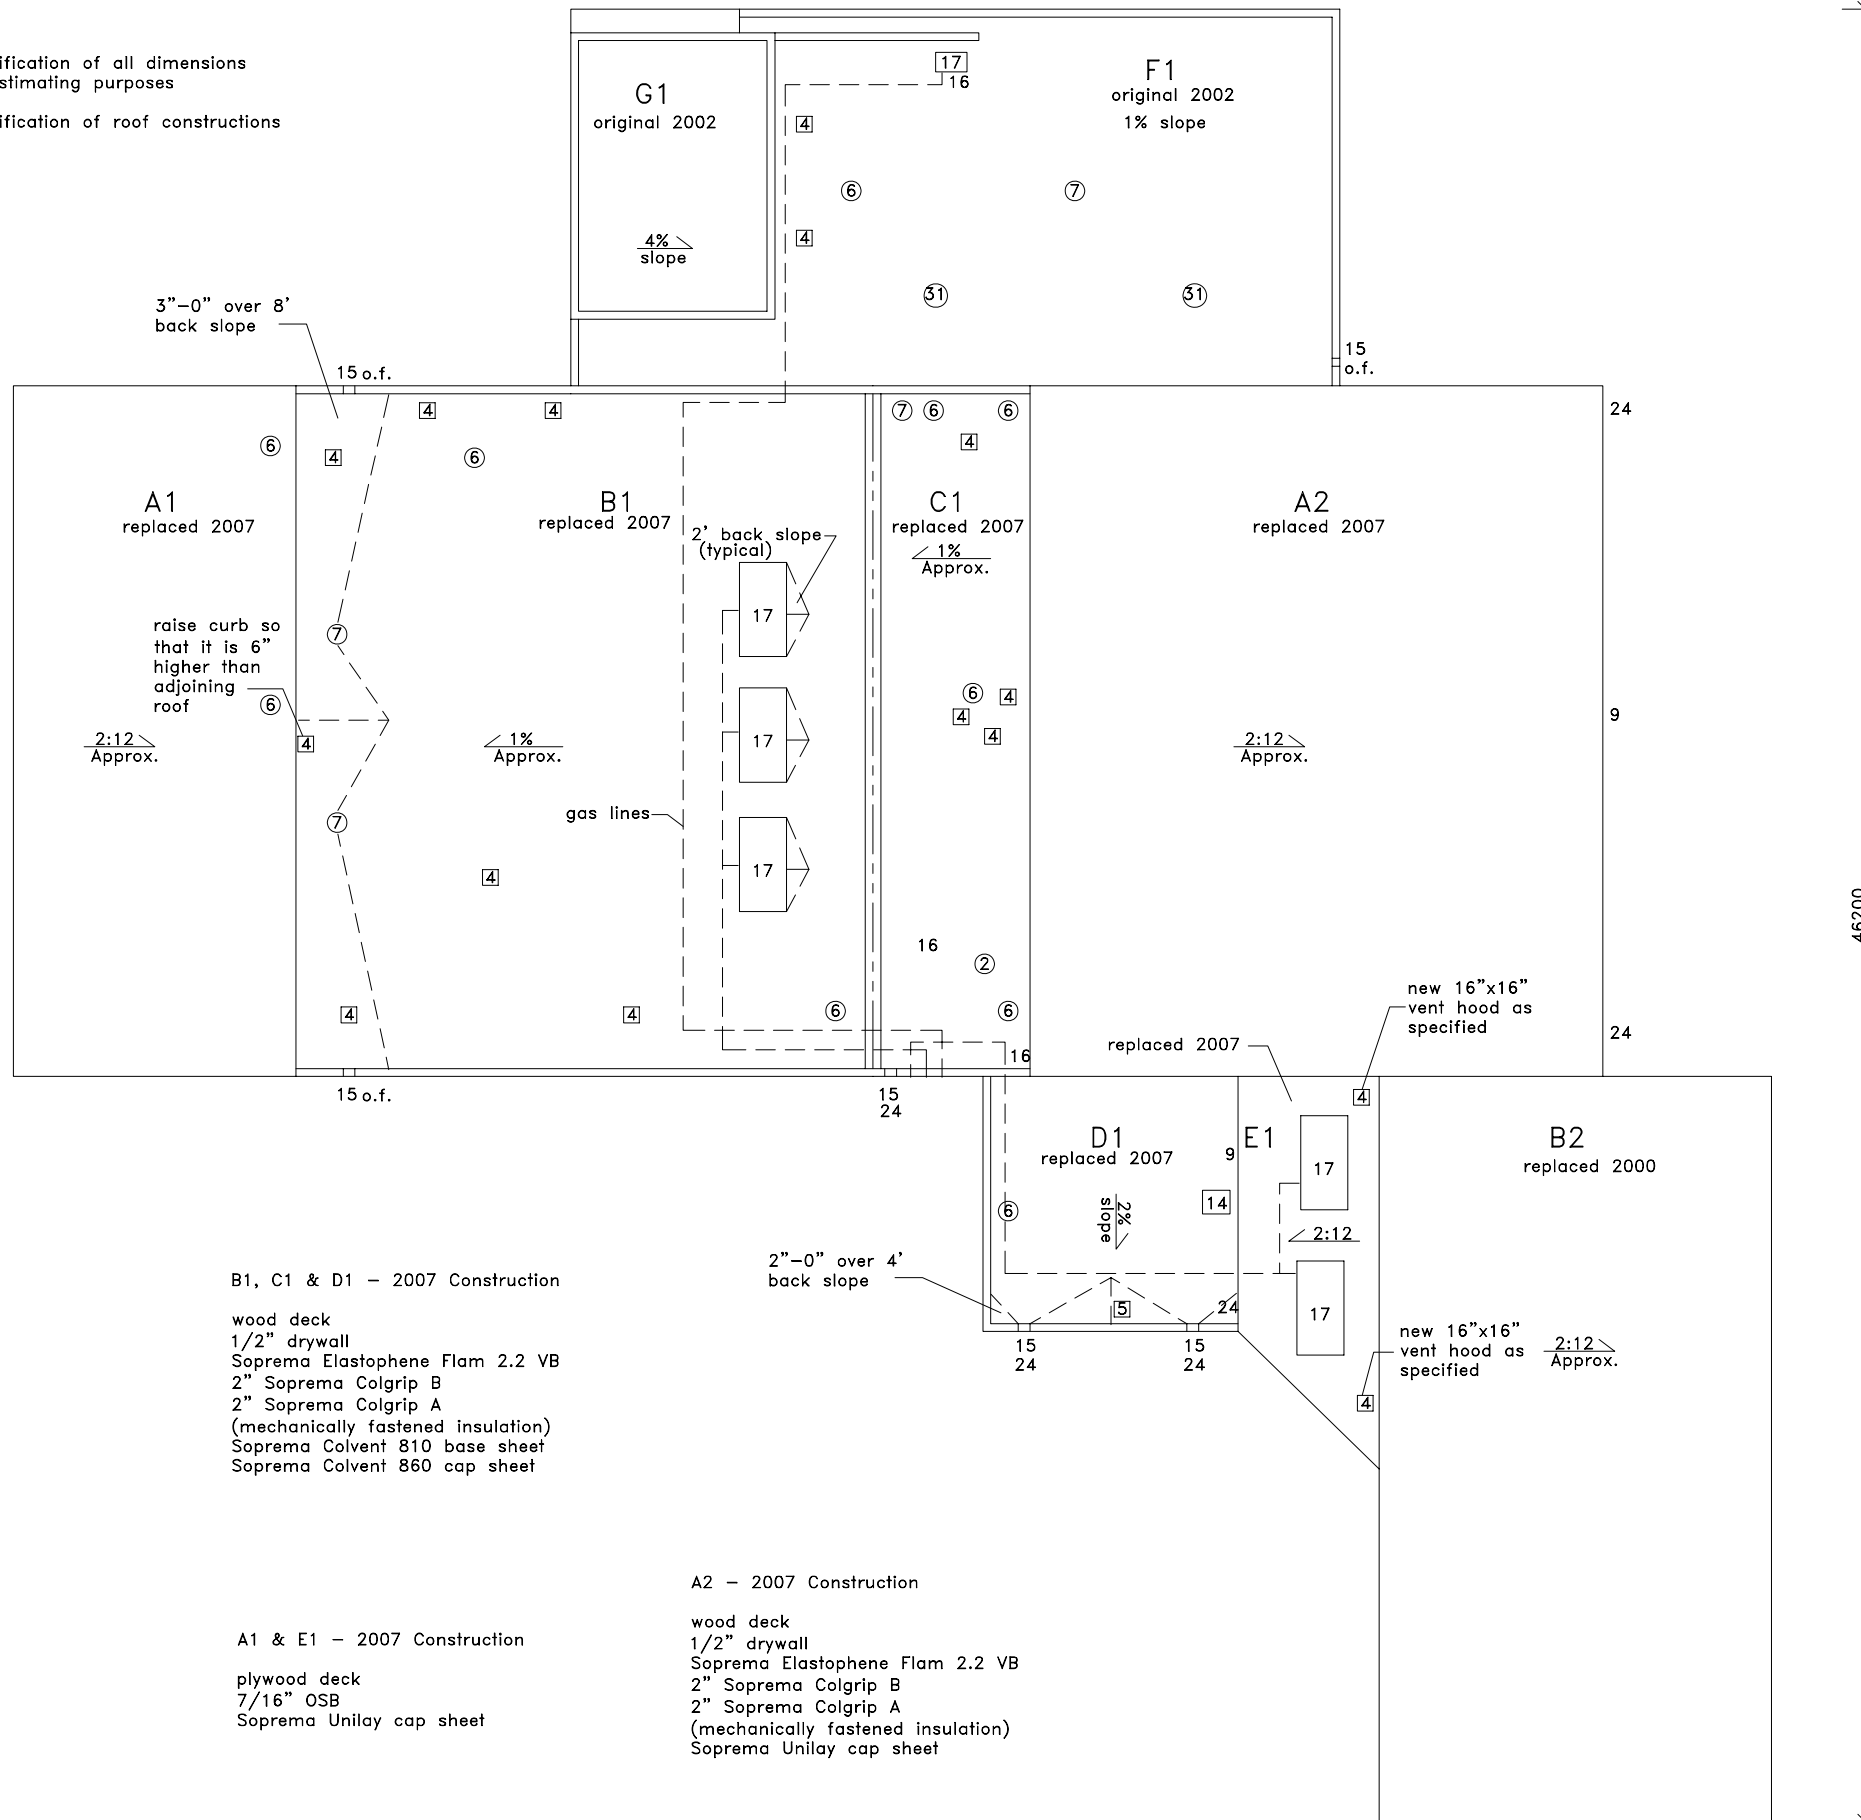 ification of all dimensions
stimating purposes
ification of roof constructions
17
16
G1
original 2002
F1
original 2002
1% slope
4
6
7
4% slope
4
31
31
3"-0" over 8'
back slope
15 o.f.
15
o.f.
4
4
7
6
6
24
6
4
6
4
A1
replaced 2007
B1
replaced 2007
C1
replaced 2007
A2
replaced 2007
2' back slope
(typical)
1%
Approx.
17
raise curb so
that it is 6"
higher than
adjoining
roof
7
6
6
4
4
4
9
4
2:12
Approx.
1%
Approx.
17
2:12
Approx.
gas lines
7
17
4
16
2
new 16"x16"
vent hood as
specified
4
4
6
6
24
16
replaced 2007
15 o.f.
15
24
4
D1
replaced 2007
9
E1
17
B2
replaced 2000
6
2%
slope
14
2:12
2"-0" over 4'
back slope
5
24
17
15
24
15
24
new 16"x16"
vent hood as
specified
2:12
Approx.
4
46200
B1, C1 & D1 – 2007 Construction
wood deck
1/2" drywall
Soprema Elastophene Flam 2.2 VB
2" Soprema Colgrip B
2" Soprema Colgrip A
(mechanically fastened insulation)
Soprema Colvent 810 base sheet
Soprema Colvent 860 cap sheet
A1 & E1 – 2007 Construction
plywood deck
7/16" OSB
Soprema Unilay cap sheet
A2 – 2007 Construction
wood deck
1/2" drywall
Soprema Elastophene Flam 2.2 VB
2" Soprema Colgrip B
2" Soprema Colgrip A
(mechanically fastened insulation)
Soprema Unilay cap sheet